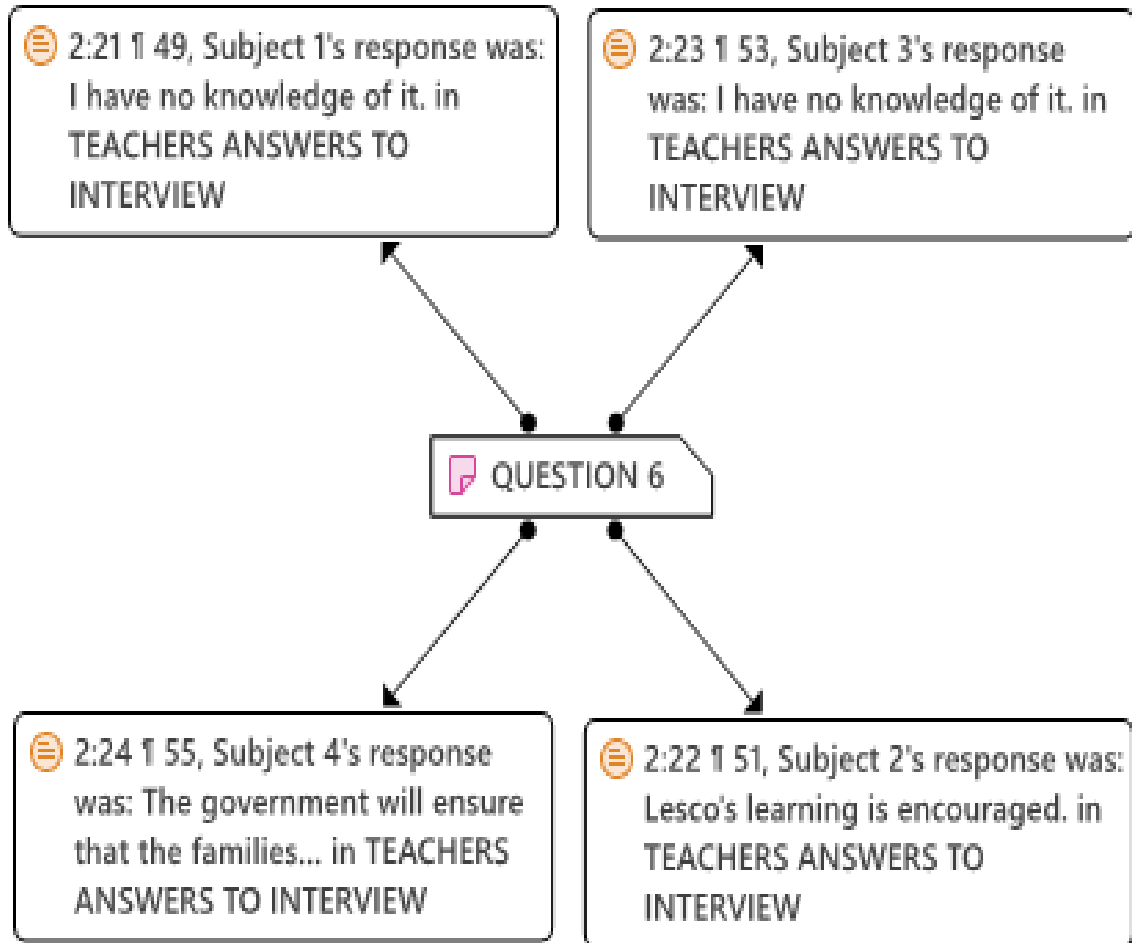 2:21 ¶ 49, Subject 1's response was:
I have no knowledge of it. in
TEACHERS ANSWERS TO
INTERVIEW
2:23 ¶ 53, Subject 3's response
was: I have no knowledge of it. in
TEACHERS ANSWERS TO
INTERVIEW
QUESTION 6
2:24 ¶ 55, Subject 4's response
was: The government will ensure
that the families... in TEACHERS
ANSWERS TO INTERVIEW
2:22 ¶ 51, Subject 2's response was:
Lesco's learning is encouraged. in
TEACHERS ANSWERS TO
INTERVIEW